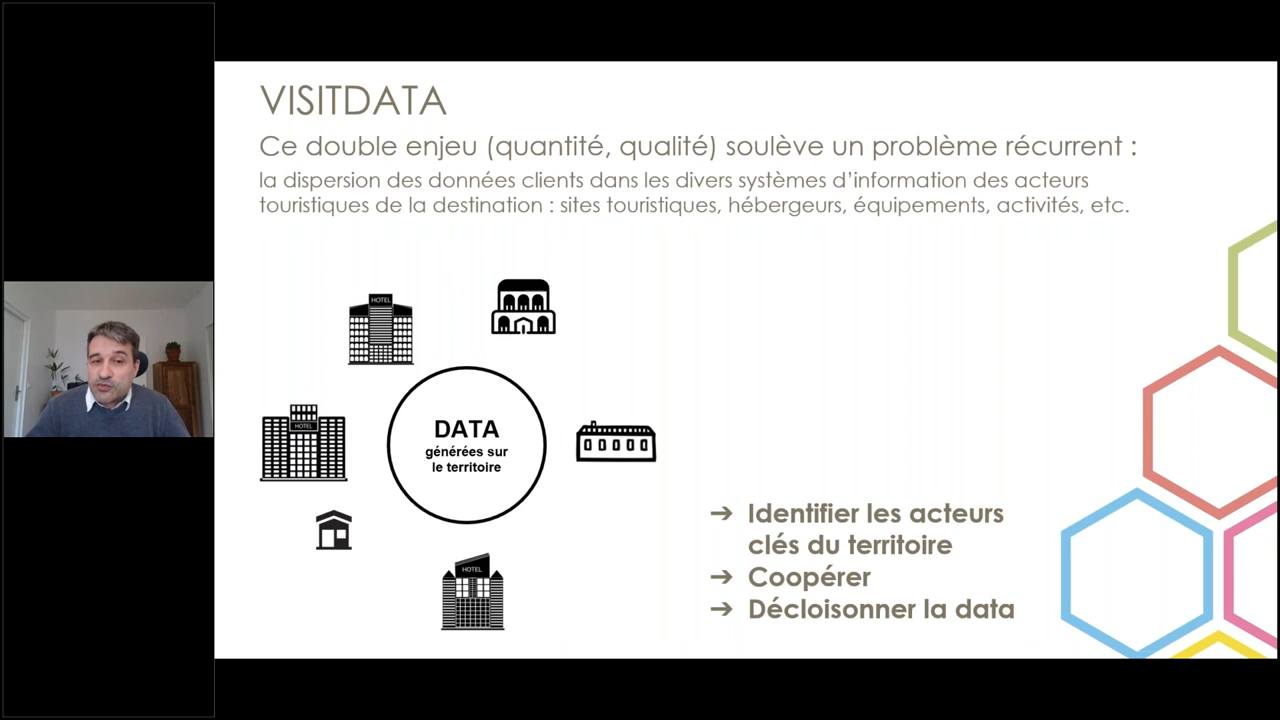 VISITDATA
Ce double enjeu (quantité, qualité) soulève un problème récurrent :
la dispersion des données clients dans les divers systèmes d’information des acteurs
touristiques de la destination : sites touristiques, hébergeurs, équipements, activités, etc.
HOTEL
HOTEL
DATA
générées sur
le territoire
HOTEL
➔ Identifier les acteurs
clés du territoire
➔ Coopérer
➔ Décloisonner la data